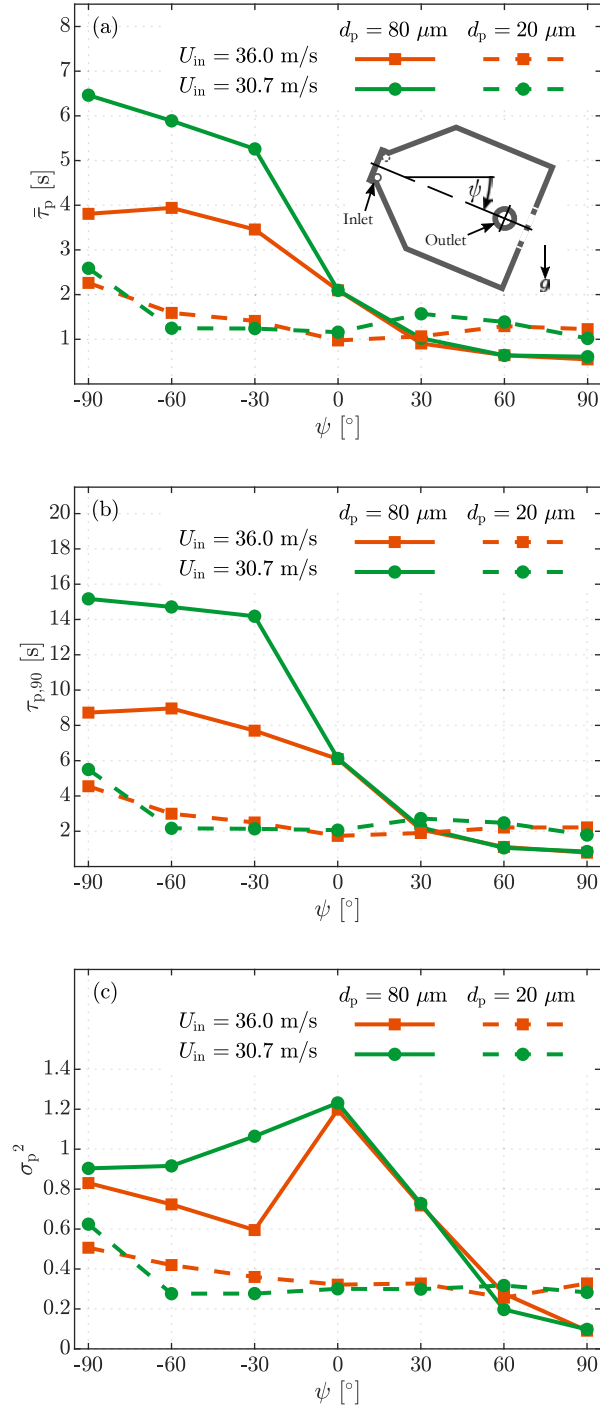 (a)
d_p = 80 μm d_p = 20 μm
U_in = 36.0 m/s
U_in = 30.7 m/s
8
7
6
5
4
3
2
1
τ̄_p [s]
ψ
Inlet
Outlet
g
-90 -60 -30 0 30 60 90
ψ [°]
(b)
d_p = 80 μm d_p = 20 μm
U_in = 36.0 m/s
U_in = 30.7 m/s
20
18
16
14
12
10
8
6
4
2
τ_p,90 [s]
-90 -60 -30 0 30 60 90
ψ [°]
(c)
d_p = 80 μm d_p = 20 μm
U_in = 36.0 m/s
U_in = 30.7 m/s
1.4
1.2
1
0.8
0.6
0.4
0.2
0
σ_p²
-90 -60 -30 0 30 60 90
ψ [°]